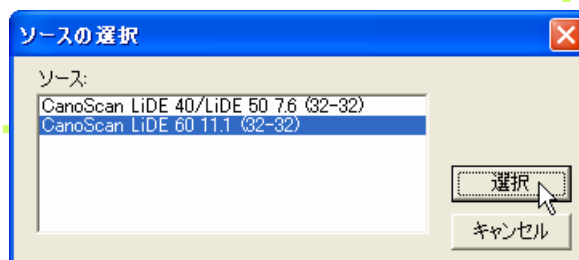 ソースの選択
ソース:
CanoScan LiDE 40/LiDE 50 7.6 (32-32)
CanoScan LiDE 60 11.1 (32-32)
選択
キャンセル